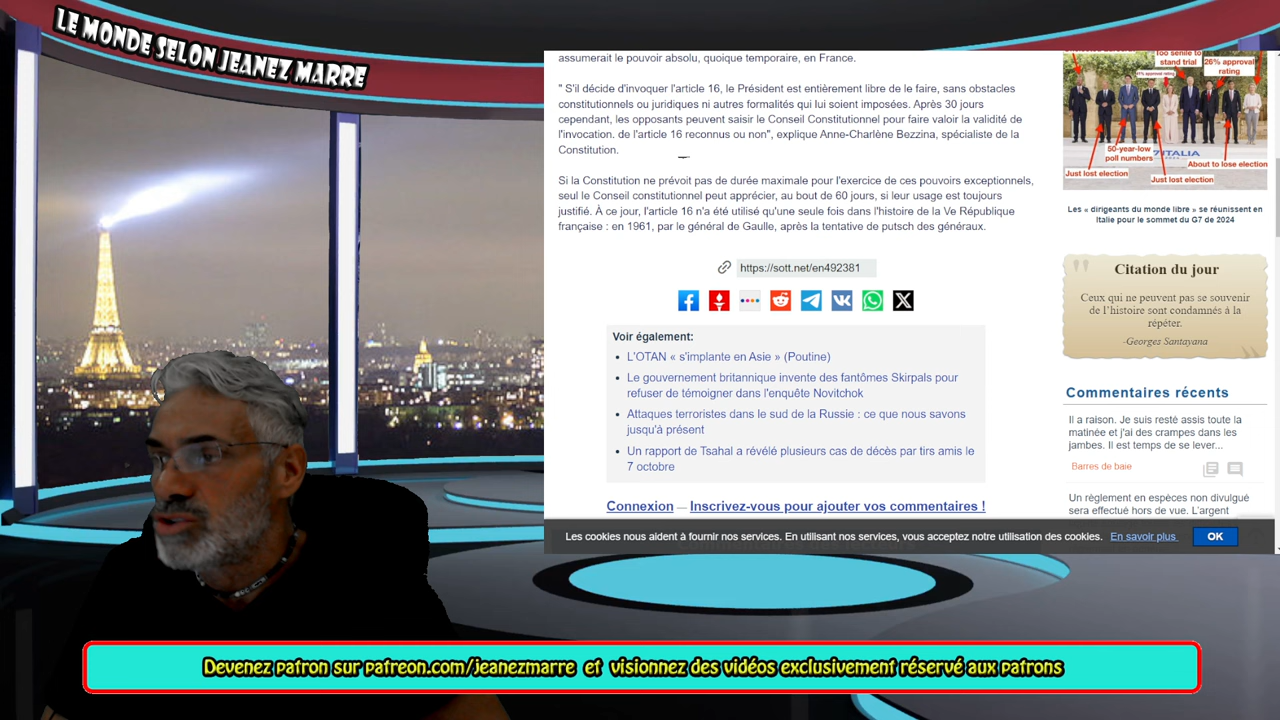 LE MONDE SELON JEANEZ MARRE
assumerait le pouvoir absolu, quoique temporaire, en France.
" S'il décide d'invoquer l'article 16, le Président est entièrement libre de le faire, sans obstacles
constitutionnels ou juridiques ni autres formalités qui lui soient imposées. Après 30 jours
cependant, les opposants peuvent saisir le Conseil Constitutionnel pour faire valoir la validité de
l'invocation. de l'article 16 reconnus ou non", explique Anne-Charlène Bezzina, spécialiste de la
Constitution.
Si la Constitution ne prévoit pas de durée maximale pour l'exercice de ces pouvoirs exceptionnels,
seul le Conseil constitutionnel peut apprécier, au bout de 60 jours, si leur usage est toujours
justifié. À ce jour, l'article 16 n'a été utilisé qu'une seule fois dans l'histoire de la Ve République
française : en 1961, par le général de Gaulle, après la tentative de putsch des généraux.
https://sott.net/en492381
Voir également:
L'OTAN « s'implante en Asie » (Poutine)
Le gouvernement britannique invente des fantômes Skirpals pour
refuser de témoigner dans l'enquête Novitchok
Attaques terroristes dans le sud de la Russie : ce que nous savons
jusqu'à présent
Un rapport de Tsahal a révélé plusieurs cas de décès par tirs amis le
7 octobre
Connexion — Inscrivez-vous pour ajouter vos commentaires !
Too senile to
stand trial
26% approval
rating
50-year-low
poll numbers
ITALIA
About to lose election
Just lost election
Just lost election
Les « dirigeants du monde libre » se réunissent en
Italie pour le sommet du G7 de 2024
Citation du jour
Ceux qui ne peuvent pas se souvenir
de l'histoire sont condamnés à la
répéter.
-Georges Santayana
Commentaires récents
Il a raison. Je suis resté assis toute la
matinée et j'ai des crampes dans les
jambes. Il est temps de se lever...
Barres de baie
Un règlement en espèces non divulgué
sera effectué hors de vue. L'argent
Les cookies nous aident à fournir nos services. En utilisant nos services, vous acceptez notre utilisation des cookies. En savoir plus OK
Devenez patron sur patreon.com/jeanezmarre et visionnez des vidéos exclusivement réservé aux patrons